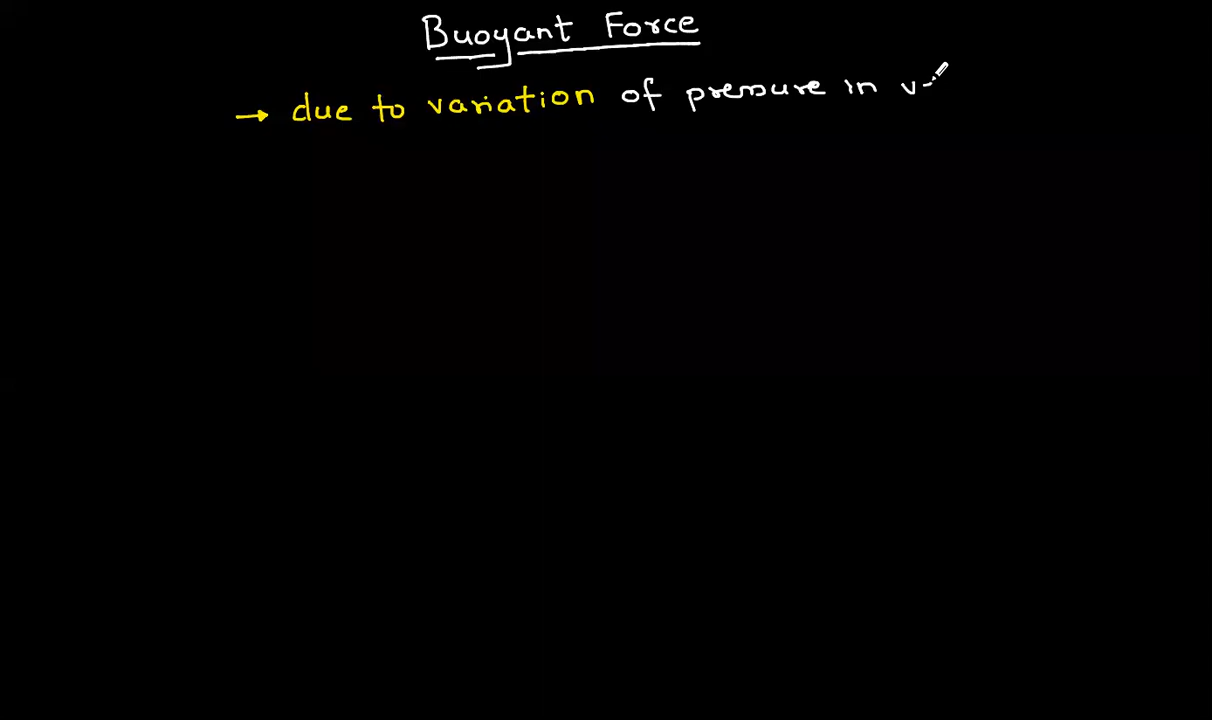 Buoyant Force
→ due to variation of pressure in